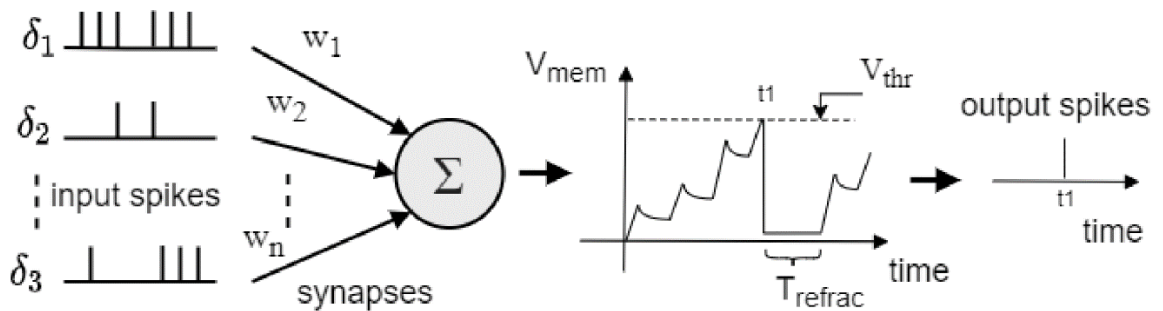 δ1
w1
δ2
w2
input spikes
δ3
wn
synapses
Σ
Vmem
t1
Vthr
time
Trefrac
output spikes
t1
time